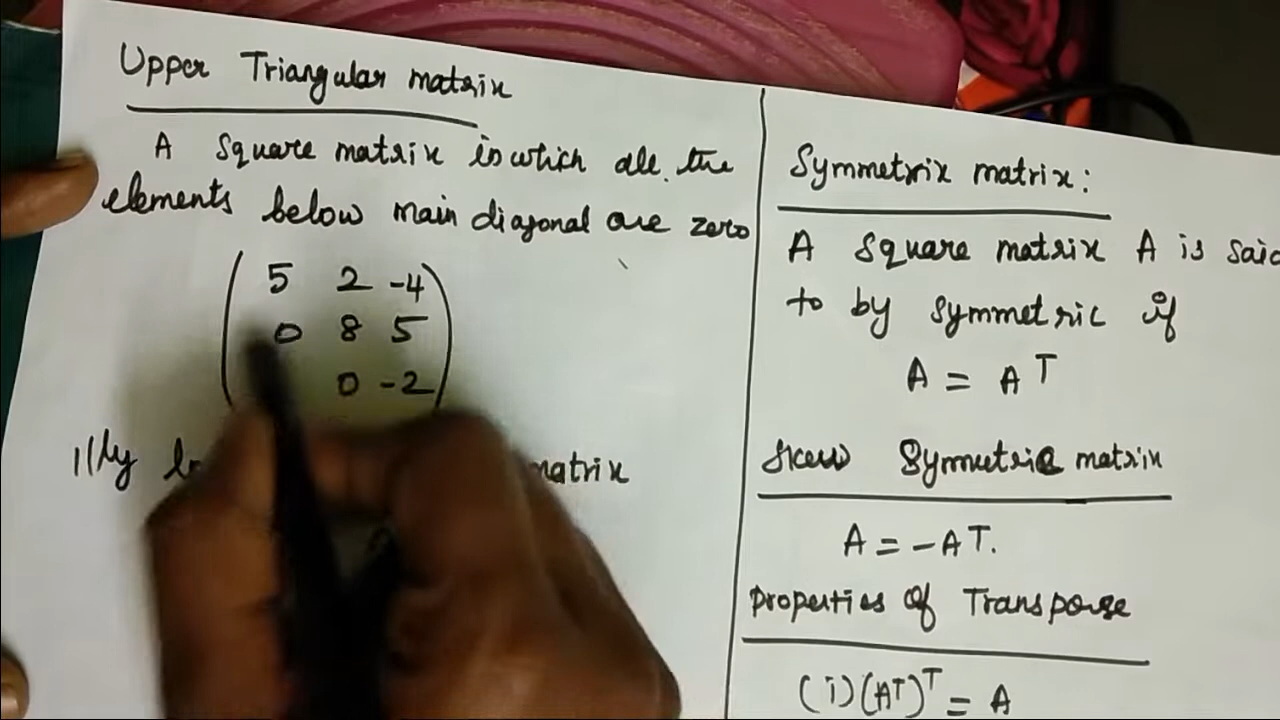 Upper Triangular matrix
A Square matrix in which all the
elements below main diagonal are zero
5 2 -4
0 8 5
0 -2
111ly matrix
Symmetrix matrix:
A Square matrix A is said
to by symmetric if
A = A^T
Skew Symmetric matrix
A = -A^T.
properties of Transpose
(i) (A^T)^T = A